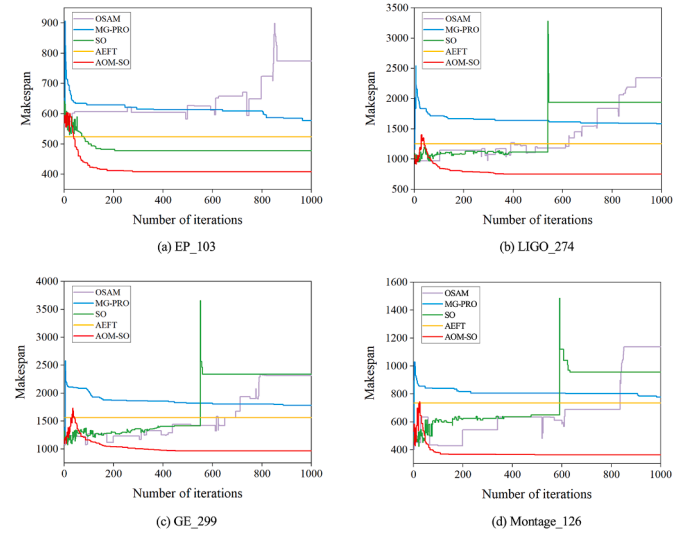 OSAM
MG-PRO
SO
AEFT
AOM-SO
Makespan
900
800
700
600
500
400
0 200 400 600 800 1000
Number of iterations
(a) EP_103
OSAM
MG-PRO
SO
AEFT
AOM-SO
Makespan
3500
3000
2500
2000
1500
1000
500
0 200 400 600 800 1000
Number of iterations
(b) LIGO_274
OSAM
MG-PRO
SO
AEFT
AOM-SO
Makespan
4000
3500
3000
2500
2000
1500
1000
0 200 400 600 800 1000
Number of iterations
(c) GE_299
OSAM
MG-PRO
SO
AEFT
AOM-SO
Makespan
1600
1400
1200
1000
800
600
400
0 200 400 600 800 1000
Number of iterations
(d) Montage_126